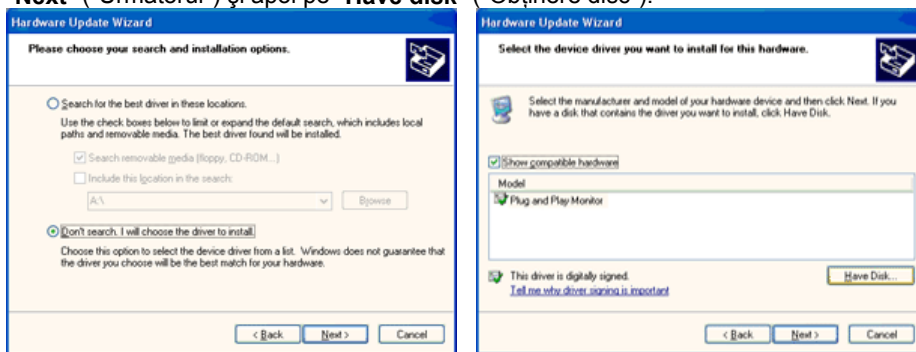 "Next" ("Următorul") şi apoi pe "Have disk" ("Obţinere disc").
Hardware Update Wizard
Please choose your search and installation options.
Search for the best driver in these locations.
Use the check boxes below to limit or expand the default search, which includes local
paths and removable media. The best driver found will be installed.
Search removable media (floppy, CD-ROM...)
Include this location in the search:
A:\
Browse
Don't search. I will choose the driver to install.
Choose this option to select the device driver from a list. Windows does not guarantee that
the driver you choose will be the best match for your hardware.
< Back
Next >
Cancel
Hardware Update Wizard
Select the device driver you want to install for this hardware.
Select the manufacturer and model of your hardware device and then click Next. If you
have a disk that contains the driver you want to install, click Have Disk.
Show compatible hardware
Model
Plug and Play Monitor
This driver is digitally signed.
Tell me why driver signing is important
Have Disk...
< Back
Next >
Cancel